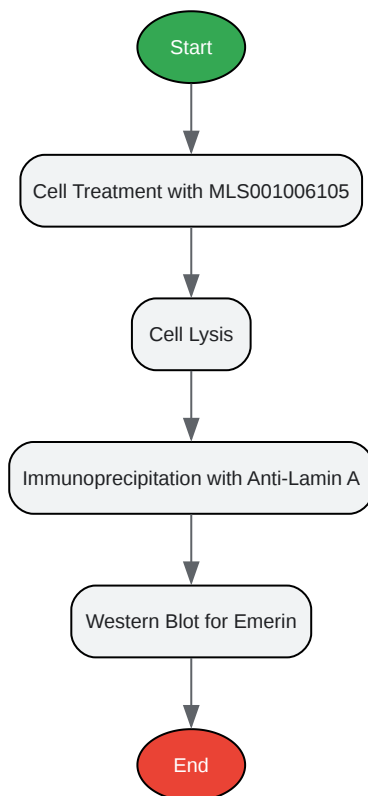 Start
Cell Treatment with MLS001006105
Cell Lysis
Immunoprecipitation with Anti-Lamin A
Western Blot for Emerin
End